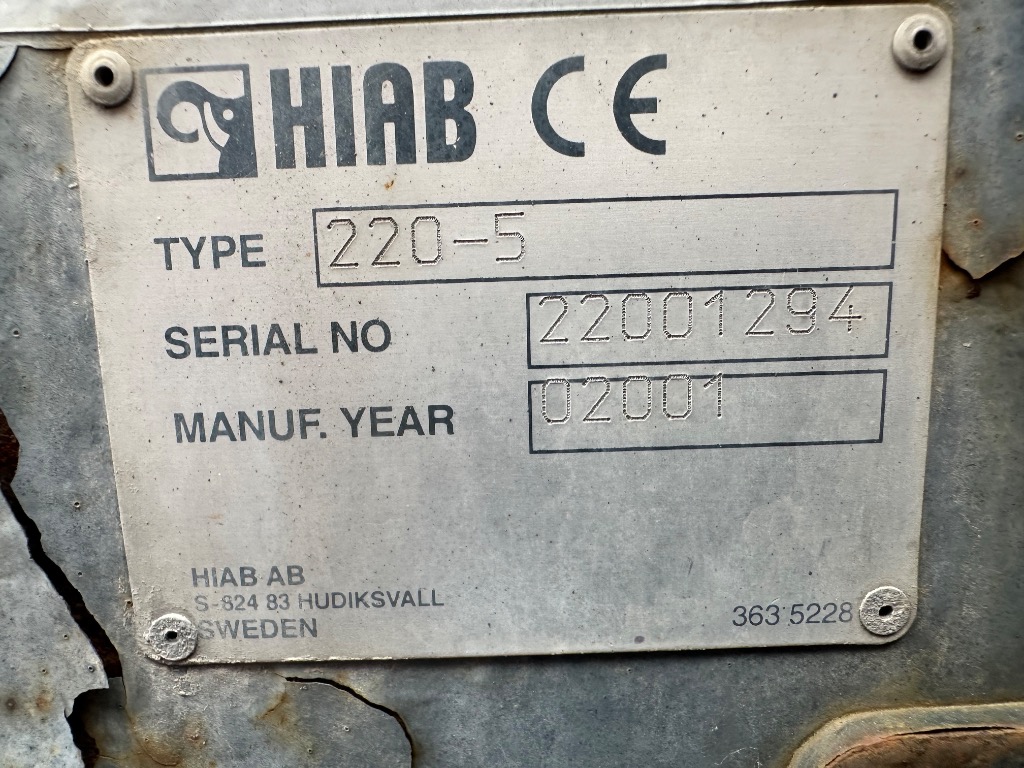 HIAB CE
TYPE 220-5
SERIAL NO 22001294
MANUF. YEAR 02001
HIAB AB
S-824 83 HUDIKSVALL
SWEDEN
363 5228